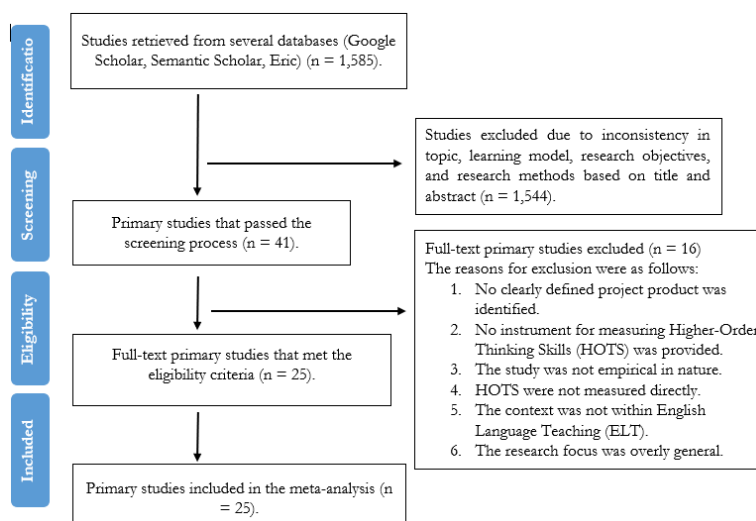 Identificatio
Studies retrieved from several databases (Google
Scholar, Semantic Scholar, Eric) (n = 1,585).
Studies excluded due to inconsistency in
topic, learning model, research objectives,
and research methods based on title and
abstract (n = 1,544).
Screening
Primary studies that passed the
screening process (n = 41).
Full-text primary studies excluded (n = 16)
The reasons for exclusion were as follows:
1. No clearly defined project product was
identified.
2. No instrument for measuring Higher-Order
Thinking Skills (HOTS) was provided.
3. The study was not empirical in nature.
4. HOTS were not measured directly.
5. The context was not within English
Language Teaching (ELT).
6. The research focus was overly general.
Eligibility
Full-text primary studies that met the
eligibility criteria (n = 25).
Included
Primary studies included in the meta-analysis (n
= 25).